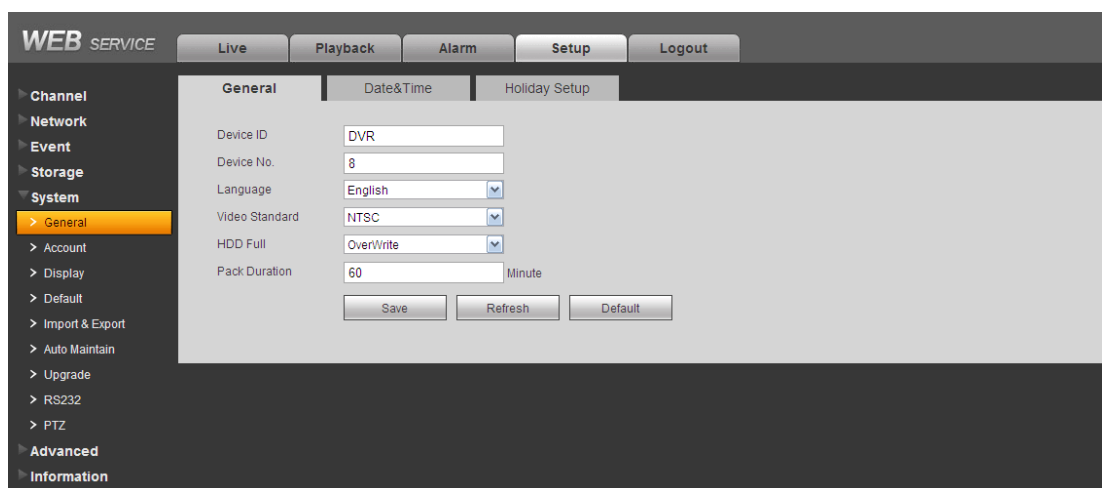 WEB SERVICE
Live Playback Alarm Setup Logout
General Date&Time Holiday Setup
Channel
Network
Event
Storage
System
> General
> Account
> Display
> Default
> Import & Export
> Auto Maintain
> Upgrade
> RS232
> PTZ
Advanced
Information
Device ID DVR
Device No. 8
Language English
Video Standard NTSC
HDD Full OverWrite
Pack Duration 60 Minute
Save Refresh Default